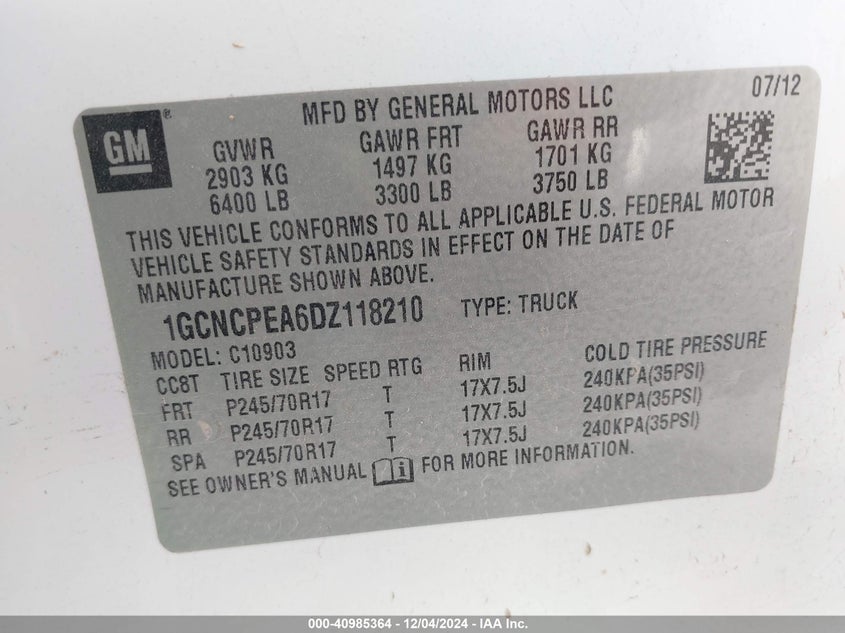 07/12
MFD BY GENERAL MOTORS LLC
GM®
GVWR GAWR FRT GAWR RR
2903 KG 1497 KG 1701 KG
6400 LB 3300 LB 3750 LB
THIS VEHICLE CONFORMS TO ALL APPLICABLE U.S. FEDERAL MOTOR
VEHICLE SAFETY STANDARDS IN EFFECT ON THE DATE OF
MANUFACTURE SHOWN ABOVE.
1GCNCPEA6DZ118210 TYPE: TRUCK
MODEL: C10903
CC8T TIRE SIZE SPEED RTG RIM COLD TIRE PRESSURE
FRT P245/70R17 T 17X7.5J 240KPA(35PSI)
RR P245/70R17 T 17X7.5J 240KPA(35PSI)
SPA P245/70R17 T 17X7.5J 240KPA(35PSI)
SEE OWNER'S MANUAL i FOR MORE INFORMATION.
000-40985364 - 12/04/2024 - IAA Inc.